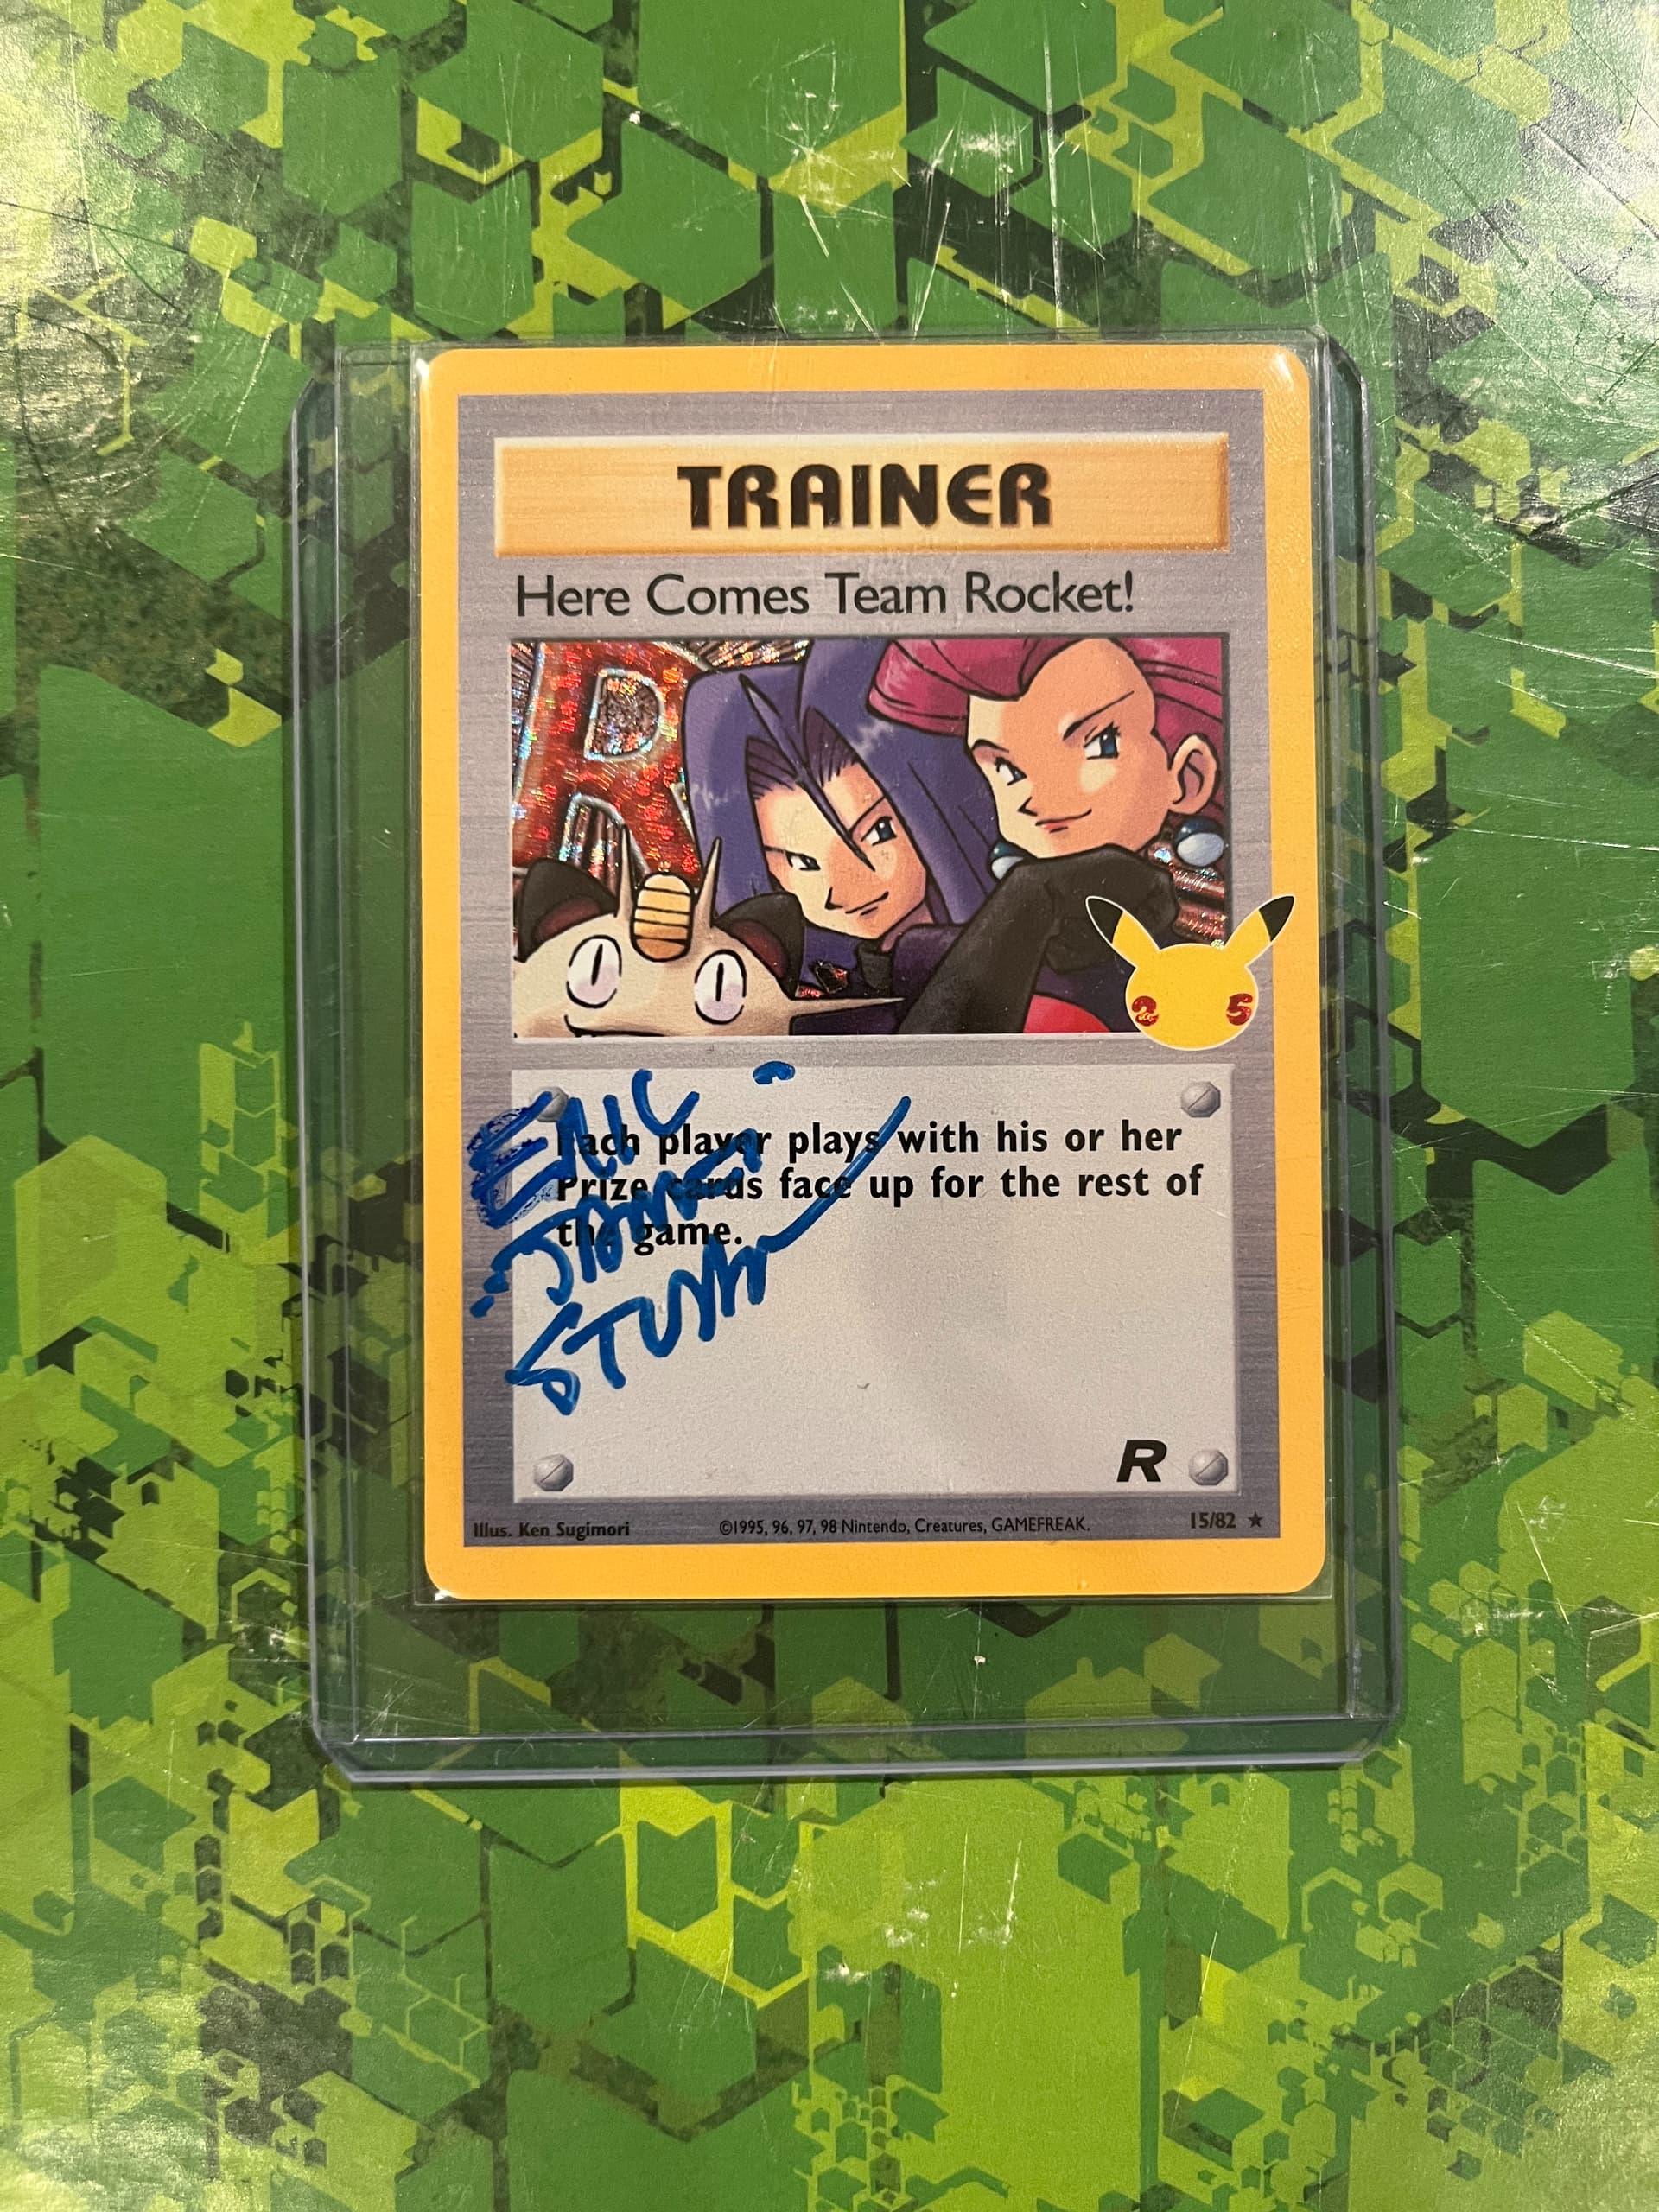 TRAINER
Here Comes Team Rocket!
R
25
Each player plays with his or her
Prize cards face up for the rest of
the game.
ERIC
"JAMES"
STUART
R
Illus. Ken Sugimori
©1995, 96, 97, 98 Nintendo, Creatures, GAMEFREAK.
15/82 ★